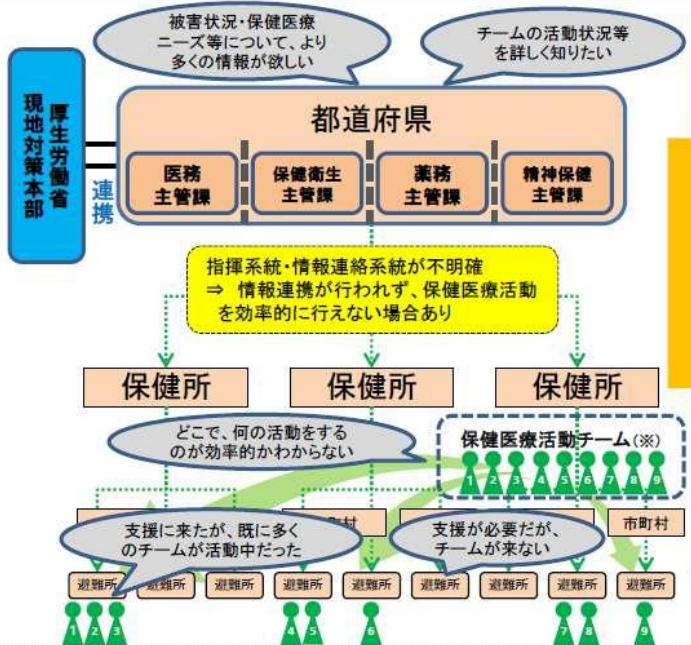 被害状況・保健医療
ニーズ等について、より
多くの情報が欲しい
チームの活動状況等
を詳しく知りたい
厚生労働省
現地対策本部
連携
都道府県
医務
主管課
保健衛生
主管課
薬務
主管課
精神保健
主管課
指揮系統・情報連絡系統が不明確
⇒ 情報連携が行われず、保健医療活動
を効率的に行えない場合あり
保健所
保健所
保健所
どこで、何の活動をする
のが効率的かわからない
保健医療活動チーム(※)
1 2 3 4 5 6 7 8 9
支援に来たが、既に多く
のチームが活動中だった
町村
支援が必要だが、
チームが来ない
市町村
避難所 避難所 避難所 避難所 避難所 避難所 避難所 避難所 避難所
1 2 3 4 5 6 7 8 9